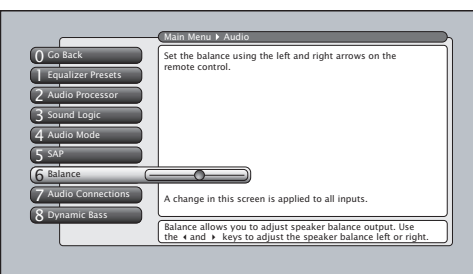 Main Menu ▸ Audio
0 Go Back
1 Equalizer Presets
2 Audio Processor
3 Sound Logic
4 Audio Mode
5 SAP
6 Balance
7 Audio Connections
8 Dynamic Bass
Set the balance using the left and right arrows on the
remote control.
A change in this screen is applied to all inputs.
Balance allows you to adjust speaker balance output. Use
the ◂ and ▸ keys to adjust the speaker balance left or right.